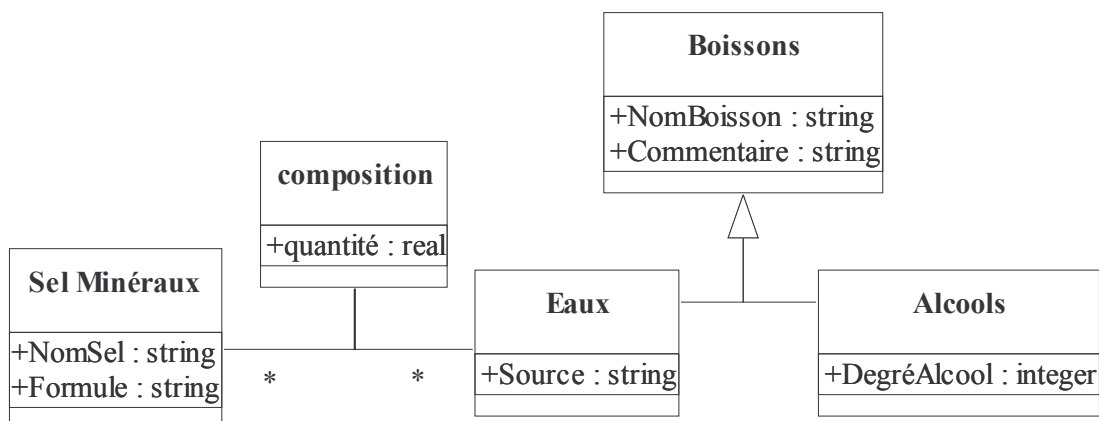 Boissons
+NomBoisson : string
+Commentaire : string
composition
+quantité : real
Sel Minéraux
+NomSel : string
+Formule : string
* *
Eaux
+Source : string
Alcools
+DegréAlcool : integer